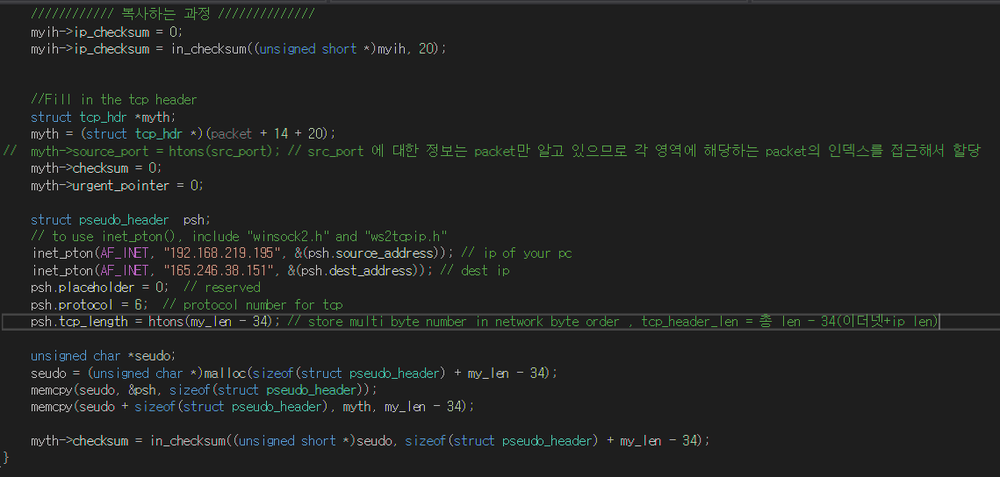 //////////// 복사하는 과정 //////////////
myih->ip_checksum = 0;
myih->ip_checksum = in_checksum((unsigned short *)myih, 20);
//Fill in the tcp header
struct tcp_hdr *myth;
myth = (struct tcp_hdr *)(packet + 14 + 20);
// myth->source_port = htons(src_port); // src_port 에 대한 정보는 packet만 알고 있으므로 각 영역에 해당하는 packet의 인덱스를 접근해서 할당
myth->checksum = 0;
myth->urgent_pointer = 0;
struct pseudo_header psh;
// to use inet_pton(), include "winsock2.h" and "ws2tcpip.h"
inet_pton(AF_INET, "192.168.219.195", &(psh.source_address)); // ip of your pc
inet_pton(AF_INET, "165.246.38.151", &(psh.dest_address)); // dest ip
psh.placeholder = 0; // reserved
psh.protocol = 6; // protocol number for tcp
psh.tcp_length = htons(my_len - 34); // store multi byte number in network byte order , tcp_header_len = 총 len - 34(이더넷+ip len)
unsigned char *seudo;
seudo = (unsigned char *)malloc(sizeof(struct pseudo_header) + my_len - 34);
memcpy(seudo, &psh, sizeof(struct pseudo_header));
memcpy(seudo + sizeof(struct pseudo_header), myth, my_len - 34);
myth->checksum = in_checksum((unsigned short *)seudo, sizeof(struct pseudo_header) + my_len - 34);
}